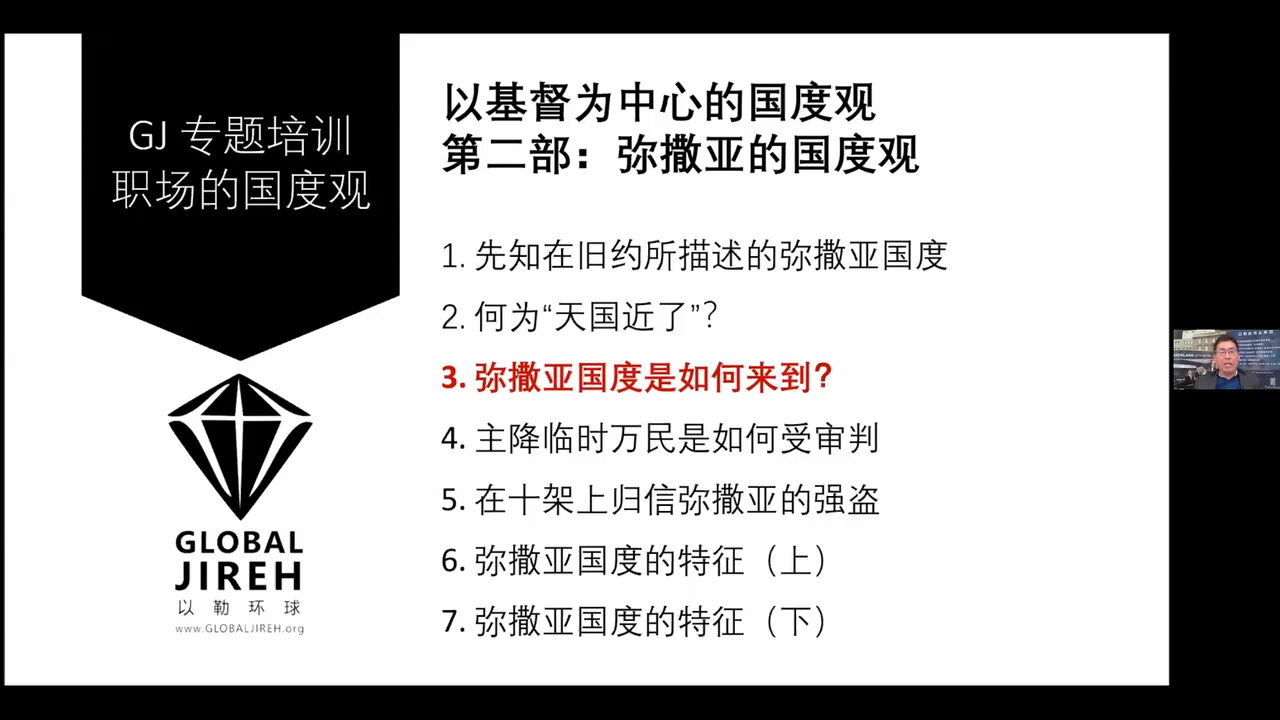 GJ 专题培训
职场的国度观
GLOBAL
JIREH
以勒环球
www.GLOBALJIREH.org
以基督为中心的国度观
第二部：弥撒亚的国度观
1. 先知在旧约所描述的弥撒亚国度
2. 何为“天国近了”？
3. 弥撒亚国度是如何来到？
4. 主降临时万民是如何受审判
5. 在十架上归信弥撒亚的强盗
6. 弥撒亚国度的特征（上）
7. 弥撒亚国度的特征（下）